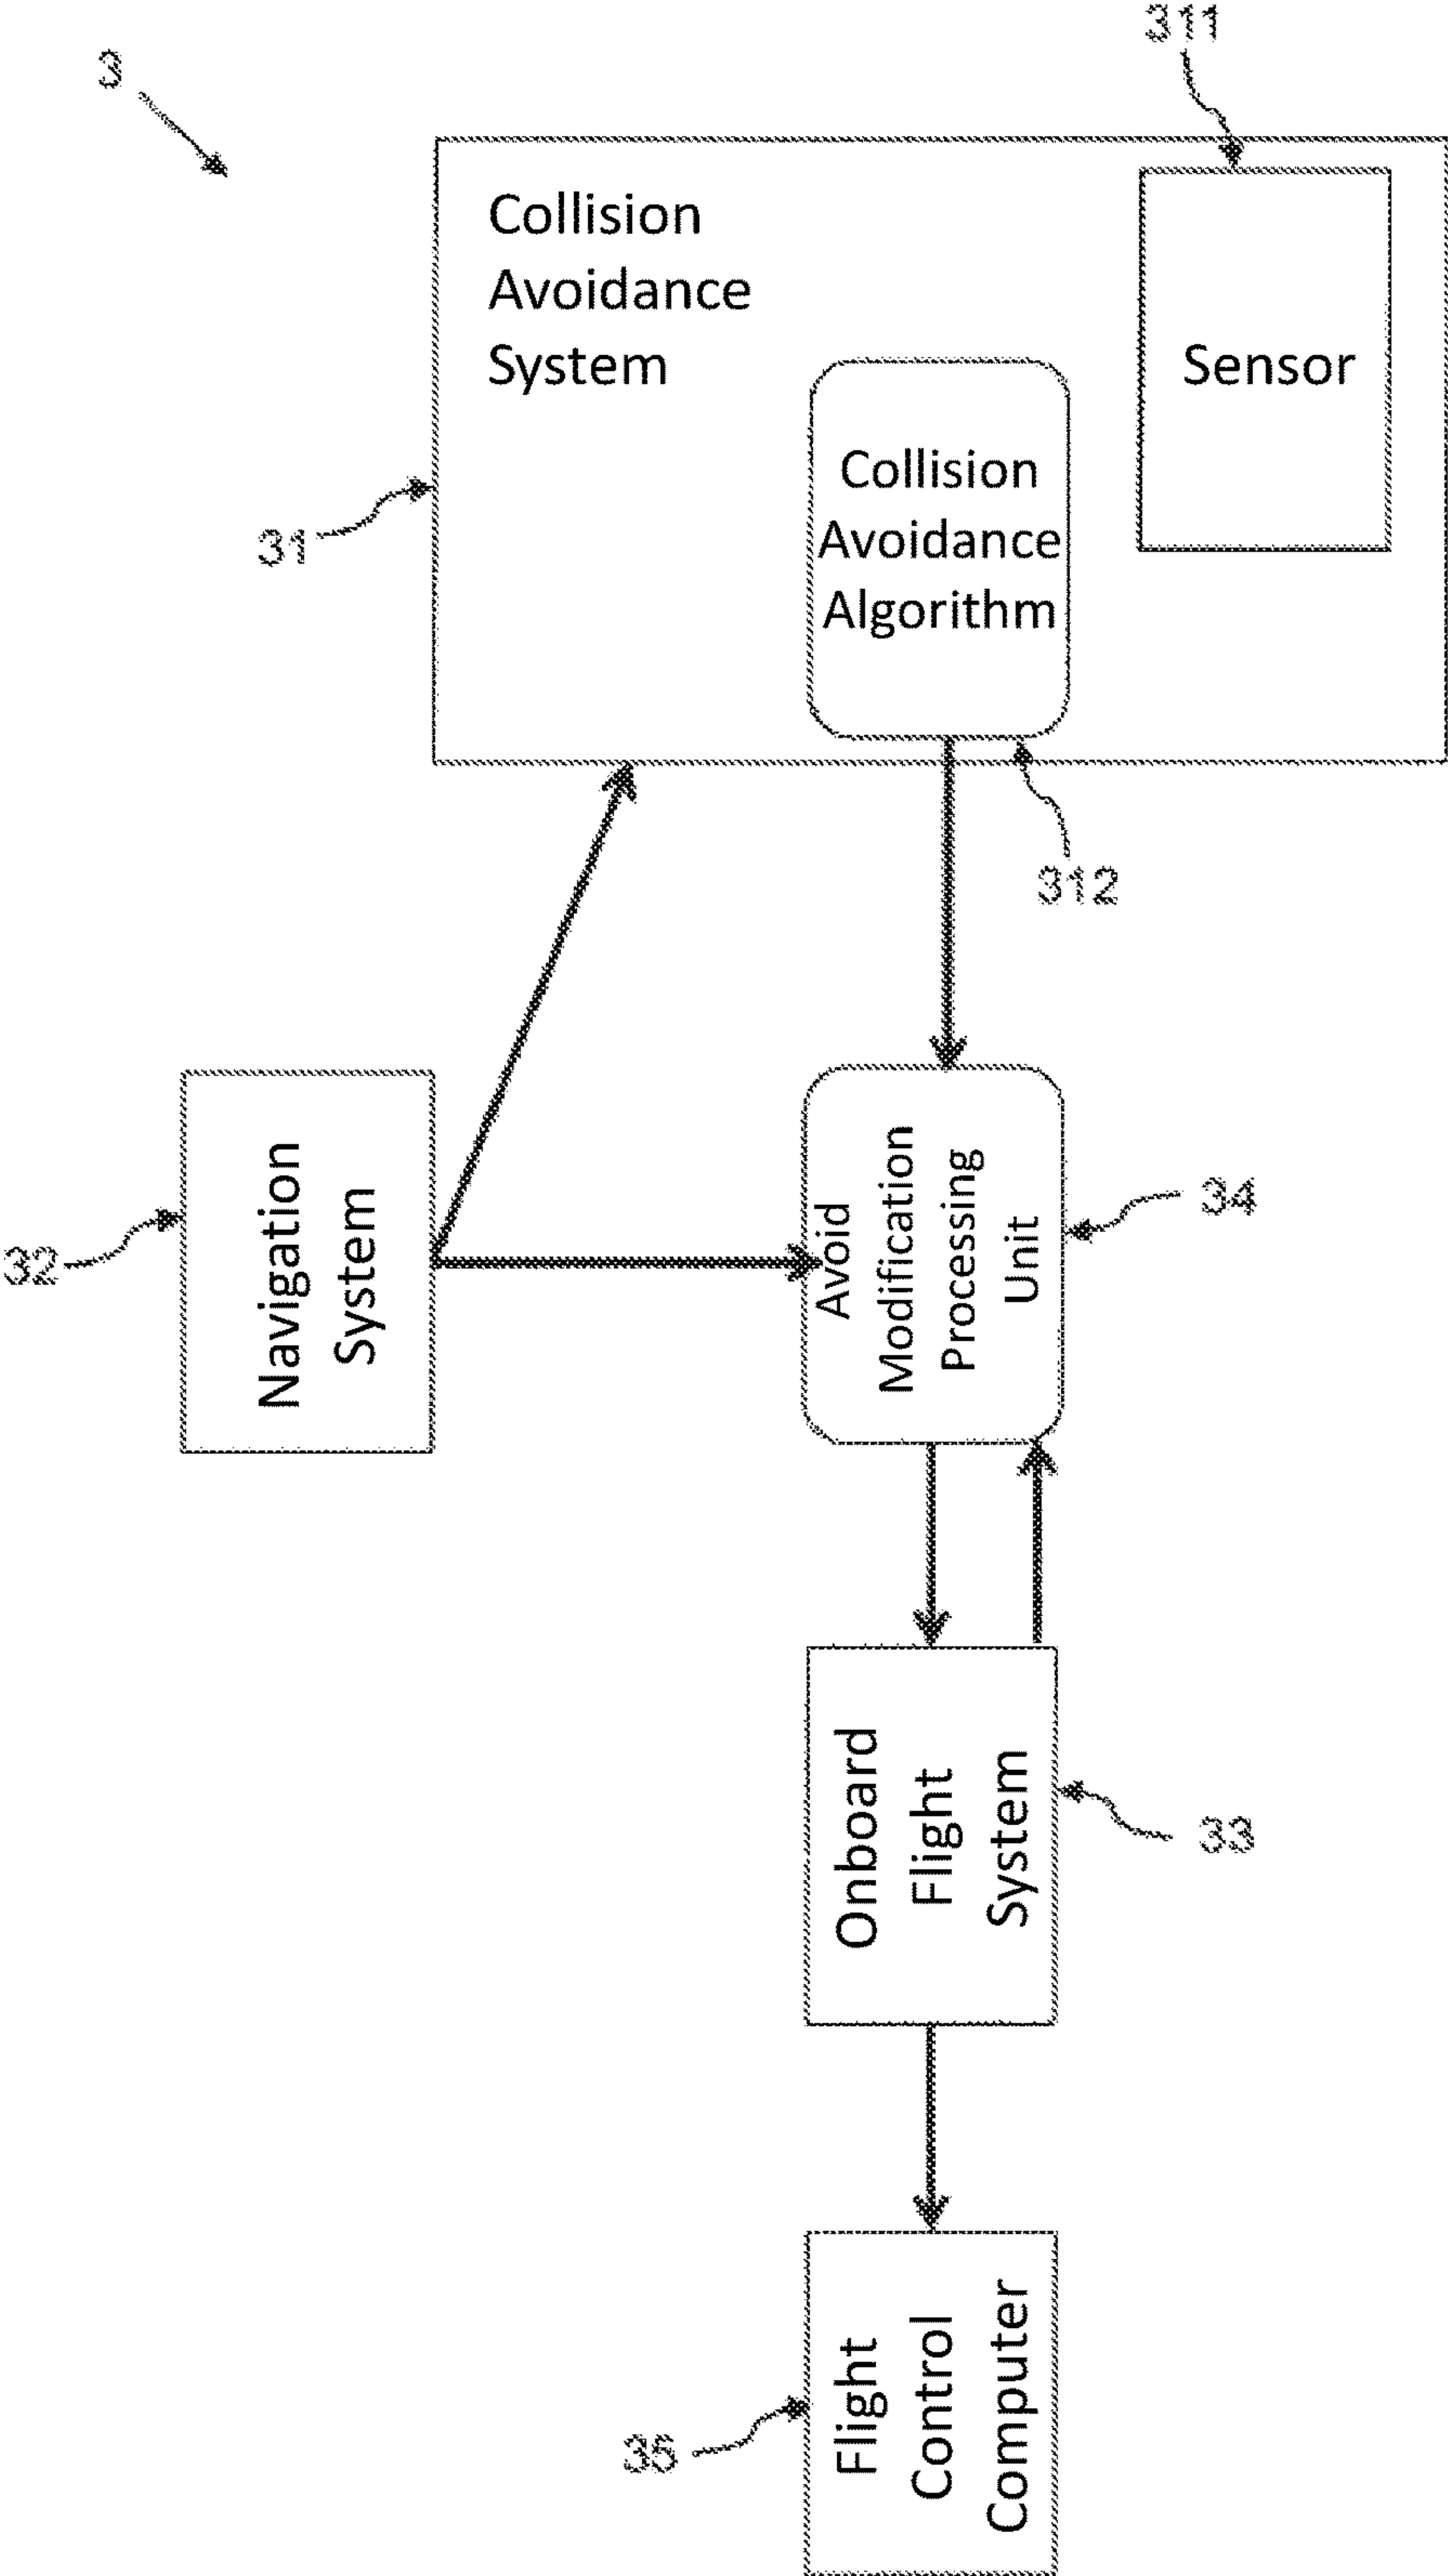 3
311
Collision
Avoidance
System
Sensor
Collision
Avoidance
Algorithm
31
312
Navigation
System
32
Avoid
Modification
Processing
Unit
34
Onboard
Flight
System
33
Flight
Control
Computer
35